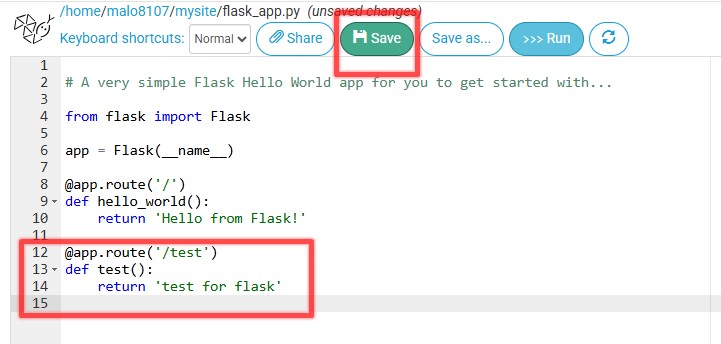 /home/malo8107/mysite/flask_app.py (unsaved changes)
Keyboard shortcuts: Normal Share Save Save as... >>> Run
1
2 # A very simple Flask Hello World app for you to get started with...
3
4 from flask import Flask
5
6 app = Flask(__name__)
7
8 @app.route('/')
9 def hello_world():
10 return 'Hello from Flask!'
11
12 @app.route('/test')
13 def test():
14 return 'test for flask'
15